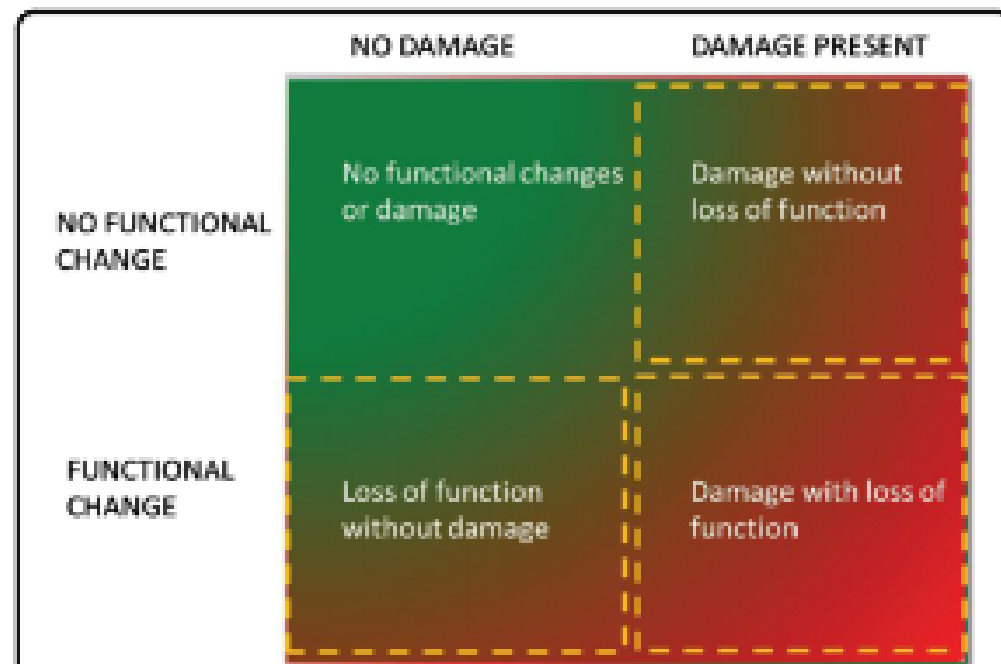 NO DAMAGE
DAMAGE PRESENT
NO FUNCTIONAL
CHANGE
No functional changes
or damage
Damage without
loss of function
FUNCTIONAL
CHANGE
Loss of function
without damage
Damage with loss of
function